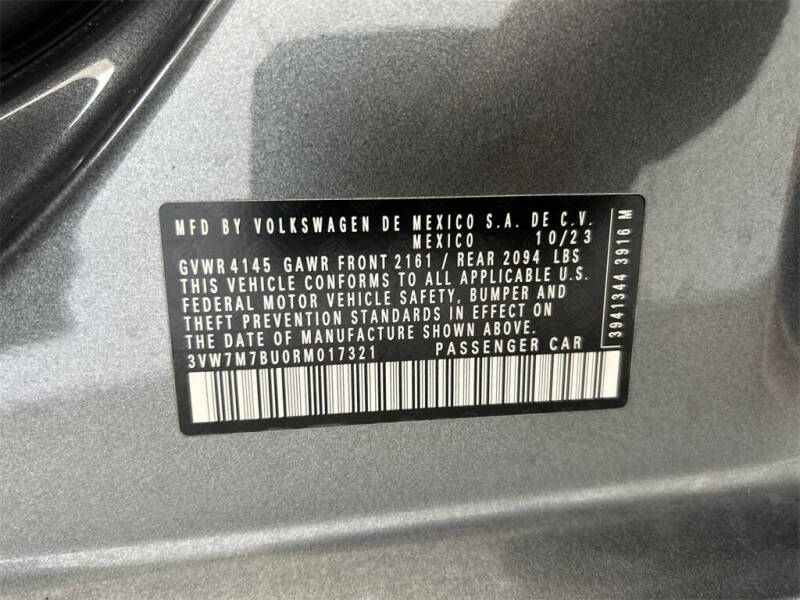 MFD BY VOLKSWAGEN DE MEXICO S.A. DE C.V.
MEXICO 10/23
GVWR 4145 GAWR FRONT 2161 / REAR 2094 LBS
THIS VEHICLE CONFORMS TO ALL APPLICABLE U.S.
FEDERAL MOTOR VEHICLE SAFETY, BUMPER AND
THEFT PREVENTION STANDARDS IN EFFECT ON
THE DATE OF MANUFACTURE SHOWN ABOVE.
3VW7M7BU0RM017321 PASSENGER CAR
3941344 3916 M